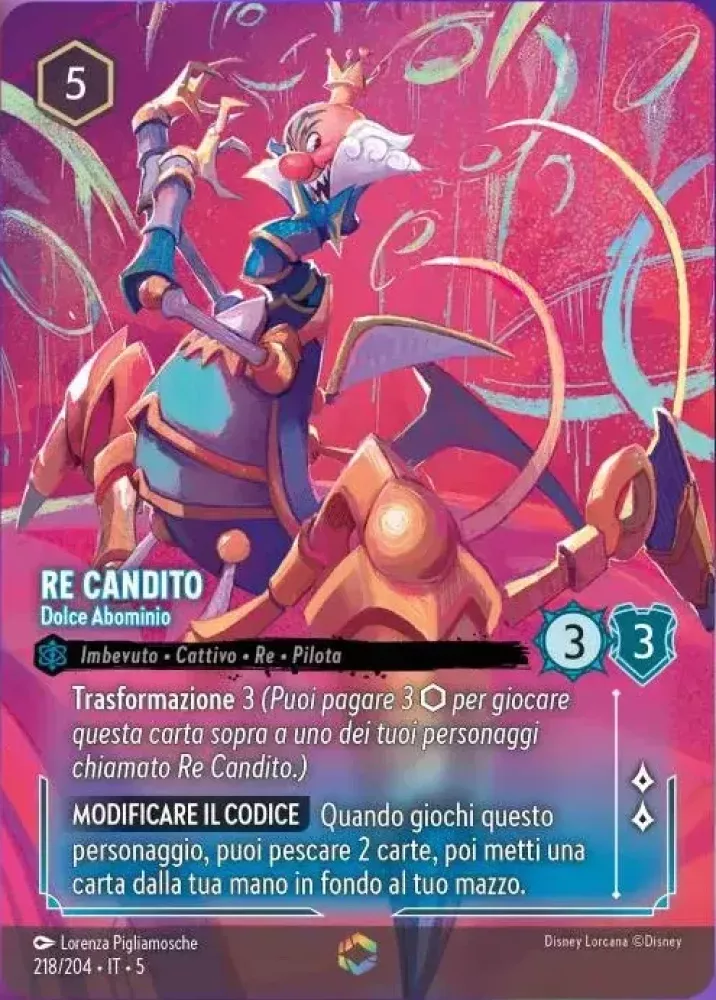 5
RE CANDITO
Dolce Abominio
3 3
Imbevuto • Cattivo • Re • Pilota
Trasformazione 3 (Puoi pagare 3 ⬡ per giocare
questa carta sopra a uno dei tuoi personaggi
chiamato Re Candito.)
MODIFICARE IL CODICE Quando giochi questo
personaggio, puoi pescare 2 carte, poi metti una
carta dalla tua mano in fondo al tuo mazzo.
Lorenza Pigliamosche
Disney Lorcana ©Disney
218/204 • IT • 5